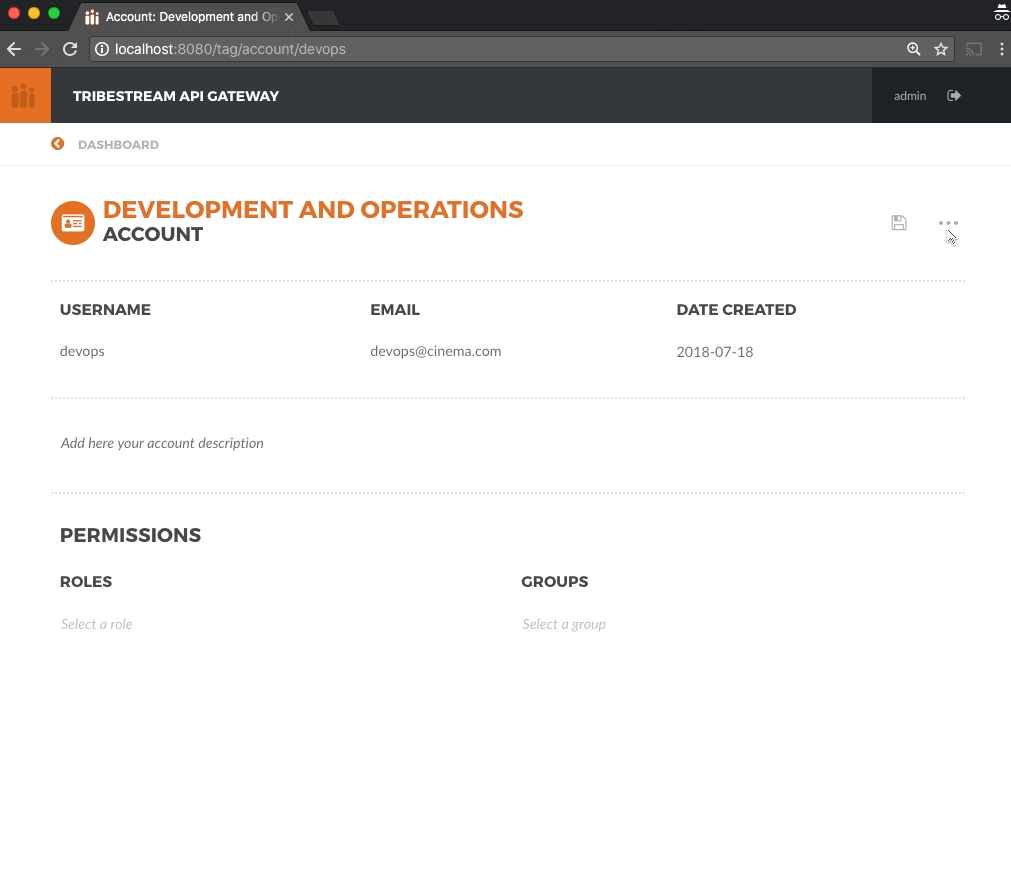 Account: Development and Op
localhost:8080/tag/account/devops
TRIBESTREAM API GATEWAY
admin
DASHBOARD
DEVELOPMENT AND OPERATIONS
ACCOUNT
USERNAME
EMAIL
DATE CREATED
devops
devops@cinema.com
2018-07-18
Add here your account description
PERMISSIONS
ROLES
GROUPS
Select a role
Select a group